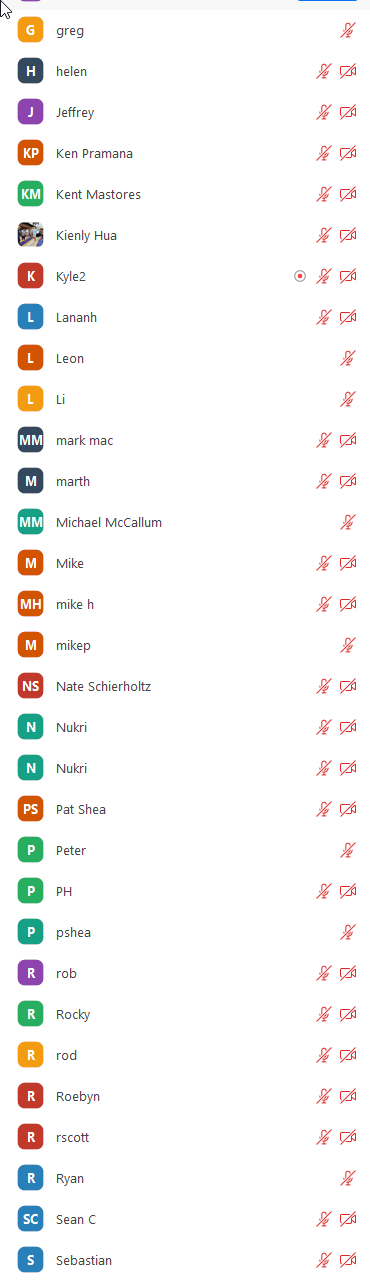 G greg
H helen
J Jeffrey
KP Ken Pramana
KM Kent Mastores
Kienly Hua
K Kyle2
L Lananh
L Leon
L Li
MM mark mac
M marth
MM Michael McCallum
M Mike
MH mike h
M mikep
NS Nate Schierholtz
N Nukri
N Nukri
PS Pat Shea
P Peter
P PH
P pshea
R rob
R Rocky
R rod
R Roebyn
R rscott
R Ryan
SC Sean C
S Sebastian